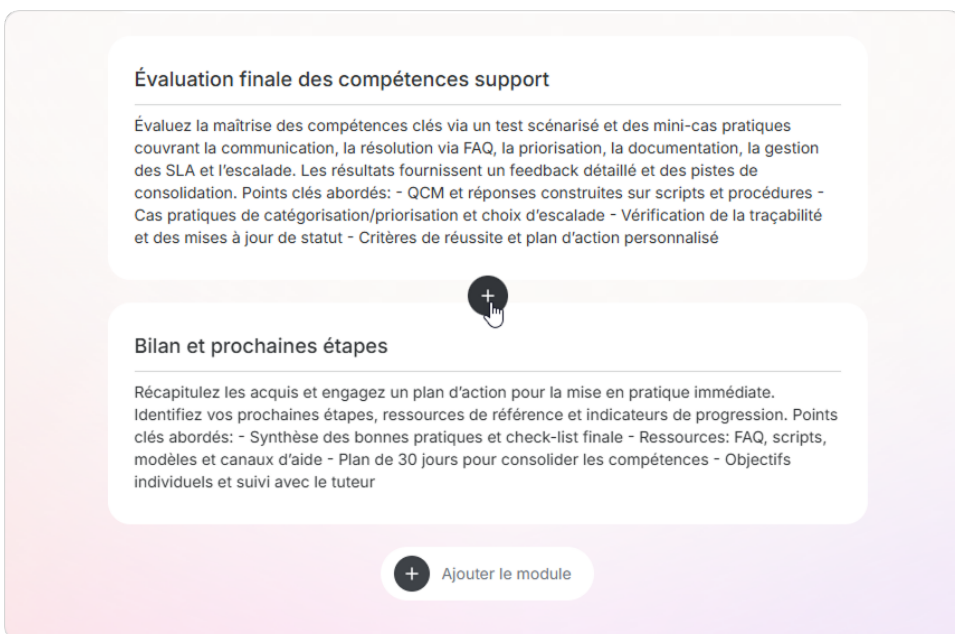 Évaluation finale des compétences support
Évaluez la maîtrise des compétences clés via un test scénarisé et des mini-cas pratiques
couvrant la communication, la résolution via FAQ, la priorisation, la documentation, la gestion
des SLA et l’escalade. Les résultats fournissent un feedback détaillé et des pistes de
consolidation. Points clés abordés: - QCM et réponses construites sur scripts et procédures -
Cas pratiques de catégorisation/priorisation et choix d’escalade - Vérification de la traçabilité
et des mises à jour de statut - Critères de réussite et plan d’action personnalisé
Bilan et prochaines étapes
Récapitulez les acquis et engagez un plan d’action pour la mise en pratique immédiate.
Identifiez vos prochaines étapes, ressources de référence et indicateurs de progression. Points
clés abordés: - Synthèse des bonnes pratiques et check-list finale - Ressources: FAQ, scripts,
modèles et canaux d’aide - Plan de 30 jours pour consolider les compétences - Objectifs
individuels et suivi avec le tuteur
Ajouter le module